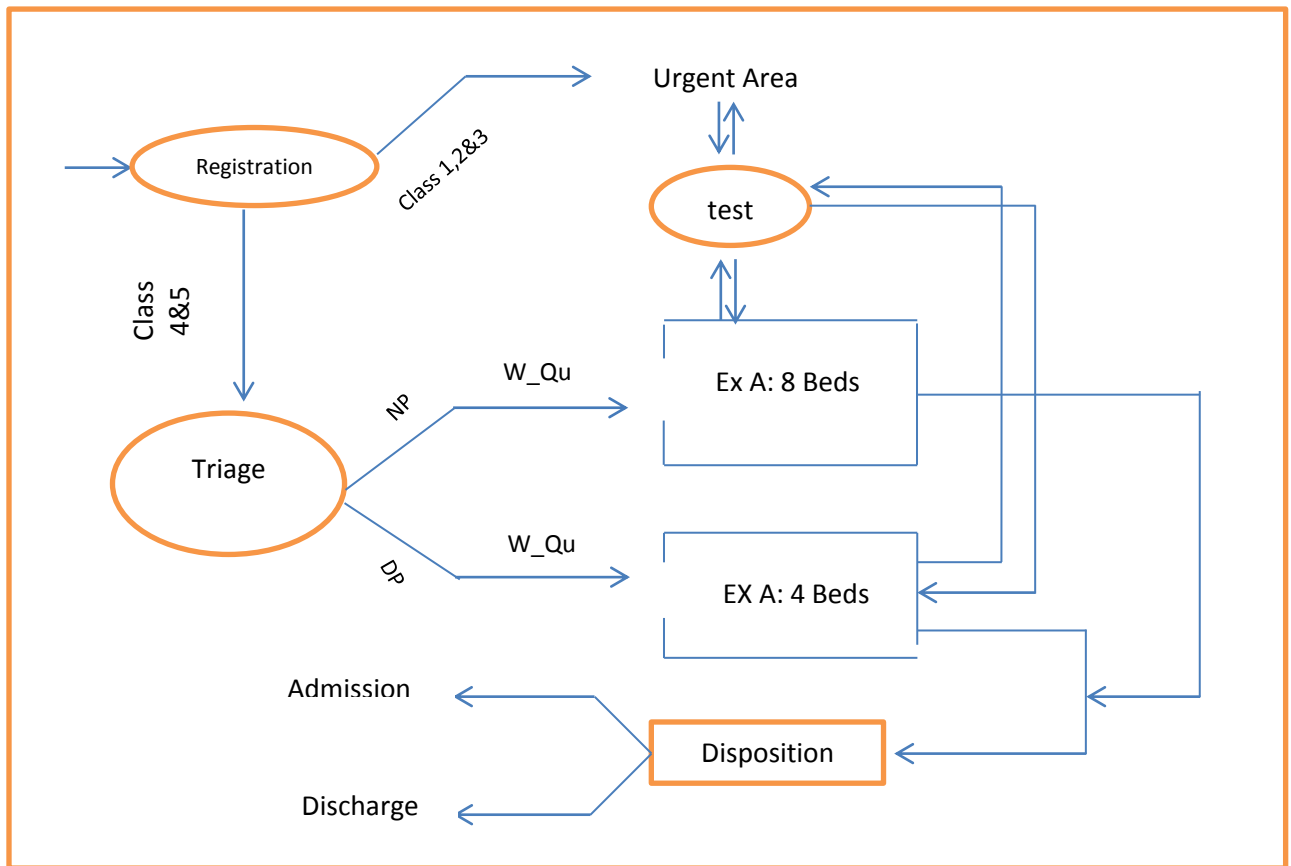 Urgent Area
Registration
Class 1,2&3
test
Class
4&5
W_Qu
NP
Ex A: 8 Beds
Triage
W_Qu
DP
EX A: 4 Beds
Admission
Disposition
Discharge